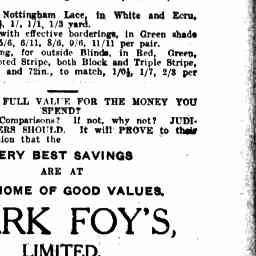 Nottingham Lace, in White and Ecru,
1/, 1/1, 1/3 yard.
with effective borderings, in Green shade
5/6, 6/11, 8/6, 9/6, 11/11 per pair.
for outside Blinds, in Red, Green,
Stripe, both Block and Triple Stripe,
and 72in., to match, 1/0½, 1/7, 2/3 per
FULL VALUE FOR THE MONEY YOU
SPEND?
Comparisons? If not, why not? JUDI-
ERS SHOULD. It will PROVE to their
ion that the
ERY BEST SAVINGS
ARE AT
HOME OF GOOD VALUES.
RK FOY'S,
LIMITED.